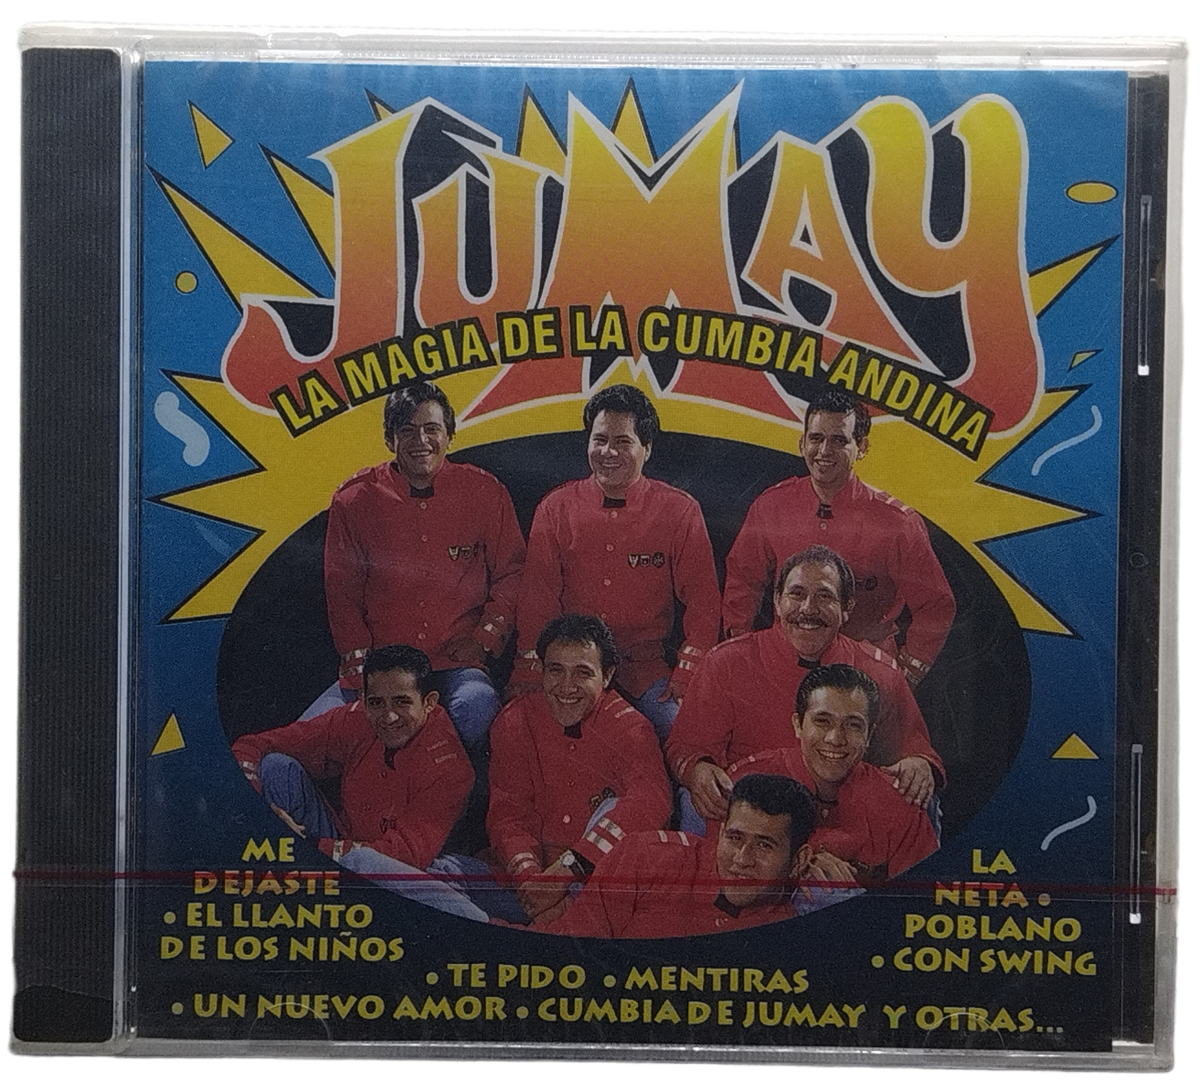 JUMAY
LA MAGIA DE LA CUMBIA ANDINA
ME
DEJASTE
• EL LLANTO
DE LOS NIÑOS
LA
NETA •
POBLANO
• CON SWING
• TE PIDO • MENTIRAS
• UN NUEVO AMOR • CUMBIA DE JUMAY Y OTRAS...